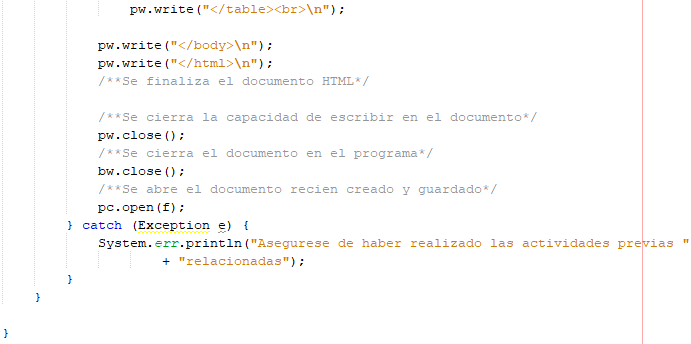 pw.write("</table><br>\n");
pw.write("</body>\n");
pw.write("</html>\n");
/**Se finaliza el documento HTML*/
/**Se cierra la capacidad de escribir en el documento*/
pw.close();
/**Se cierra el documento en el programa*/
bw.close();
/**Se abre el documento recien creado y guardado*/
pc.open(f);
} catch (Exception e) {
System.err.println("Asegurese de haber realizado las actividades previas "
+ "relacionadas");
}
}
}